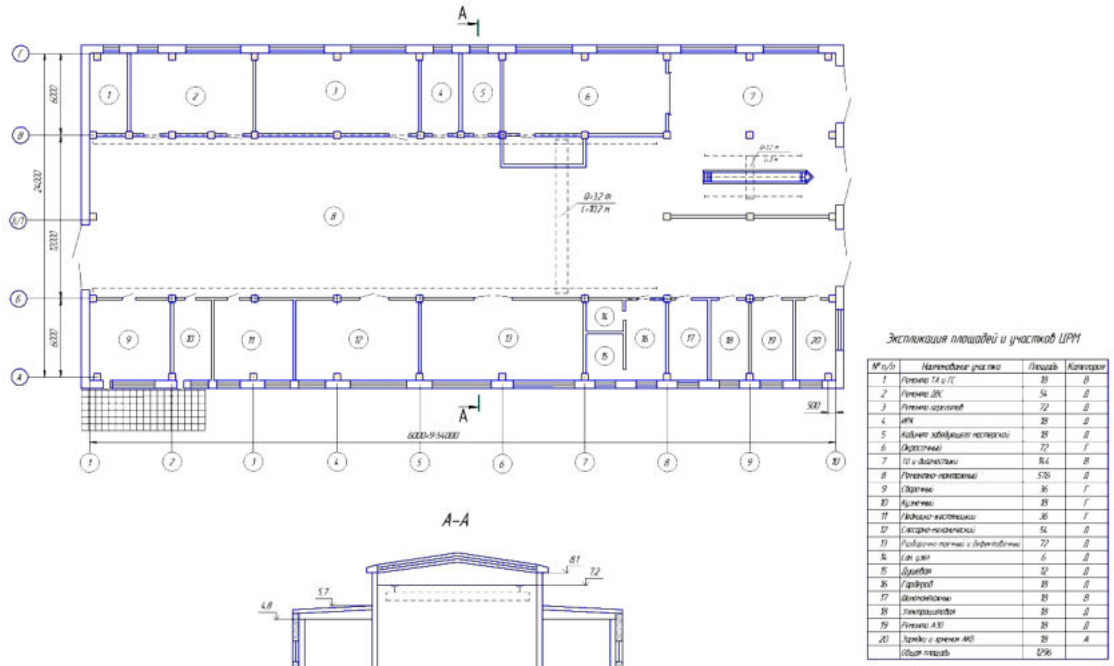 А
Г
В
Б/1
Б
А
6000
24000
12000
6000
1
2
3
4
5
6
7
8
Q=3,2 т
L=10,2 м
Q=3,2 т
9
10
11
12
13
14
15
16
17
18
19
20
А
500
6000×9=54000
1
2
3
4
5
6
7
8
9
10
А-А
8,1
7,2
5,7
4,8
Экспликация площадей и участков ЦРМ
№ п/п Наименование участка Площадь Категория
1 Ремонта ТА и ГС 18 В
2 Ремонта ДВС 54 Д
3 Ремонта агрегатов 72 Д
4 ИРК 18 Д
5 Кабинет заведующего мастерской 18 Д
6 Окрасочный 72 Г
7 ТО и диагностики 144 В
8 Ремонтно-монтажный 576 Д
9 Сварочный 36 Г
10 Кузнечный 18 Г
11 Медницко-жестяницкий 36 Г
12 Слесарно-механический 54 Д
13 Разборочно-моечный и дефектовочный 72 Д
14 Сан. узел 6 Д
15 Душевая 12 Д
16 Гардероб 18 Д
17 18 В
18 Электрощитовая 18 Д
19 Ремонта АЭО 18 Д
20 Зарядки и хранения АКБ 18 А
Общая площадь 1296